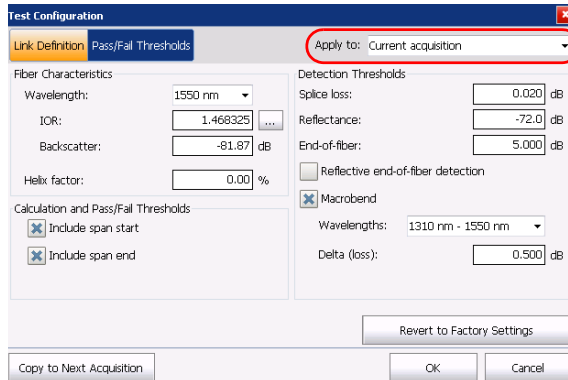 Test Configuration
Link Definition Pass/Fail Thresholds
Apply to: Current acquisition
Fiber Characteristics
Wavelength: 1550 nm
IOR: 1.468325 ...
Backscatter: -81.87 dB
Helix factor: 0.00 %
Calculation and Pass/Fail Thresholds
Include span start
Include span end
Detection Thresholds
Splice loss: 0.020 dB
Reflectance: -72.0 dB
End-of-fiber: 5.000 dB
Reflective end-of-fiber detection
Macrobend
Wavelengths: 1310 nm - 1550 nm
Delta (loss): 0.500 dB
Revert to Factory Settings
Copy to Next Acquisition
OK
Cancel